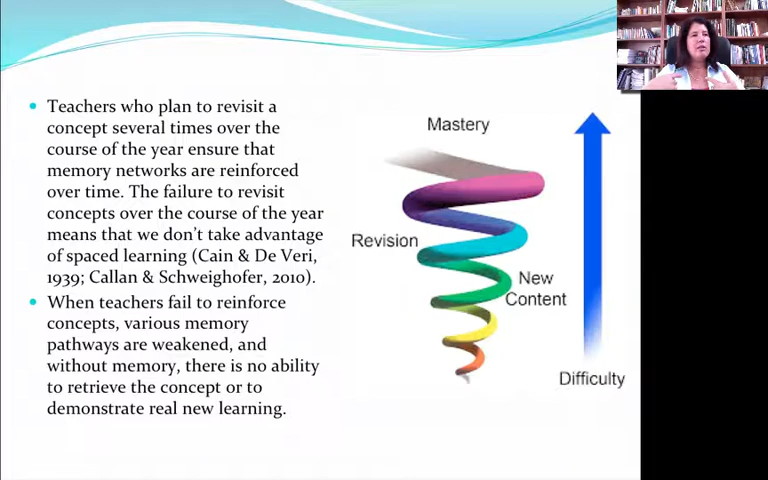 Teachers who plan to revisit a
concept several times over the
course of the year ensure that
memory networks are reinforced
over time. The failure to revisit
concepts over the course of the year
means that we don't take advantage
of spaced learning (Cain & De Veri,
1939; Callan & Schweighofer, 2010).
When teachers fail to reinforce
concepts, various memory
pathways are weakened, and
without memory, there is no ability
to retrieve the concept or to
demonstrate real new learning.
Mastery
Revision
New
Content
Difficulty